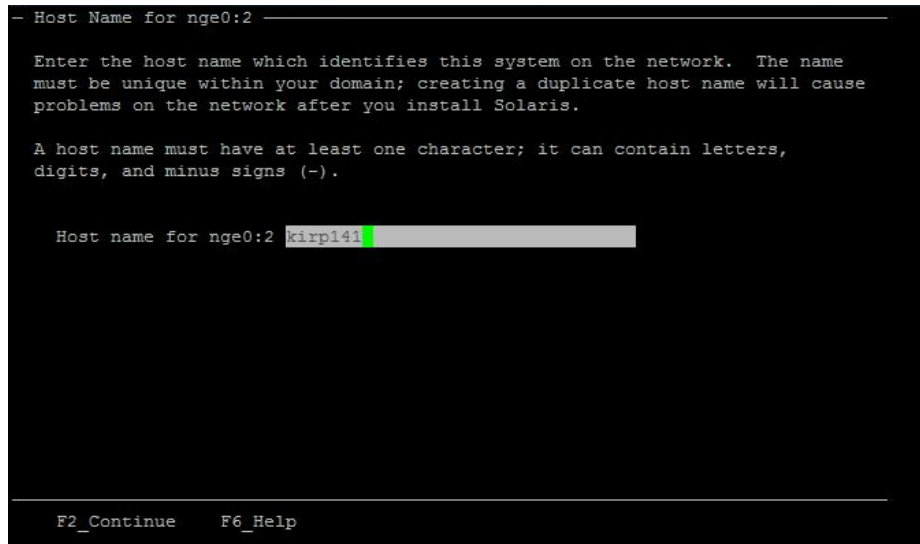 Host Name for nge0:2
Enter the host name which identifies this system on the network.  The name
must be unique within your domain; creating a duplicate host name will cause
problems on the network after you install Solaris.
A host name must have at least one character; it can contain letters,
digits, and minus signs (-).
Host name for nge0:2 kirp141
F2_Continue    F6_Help